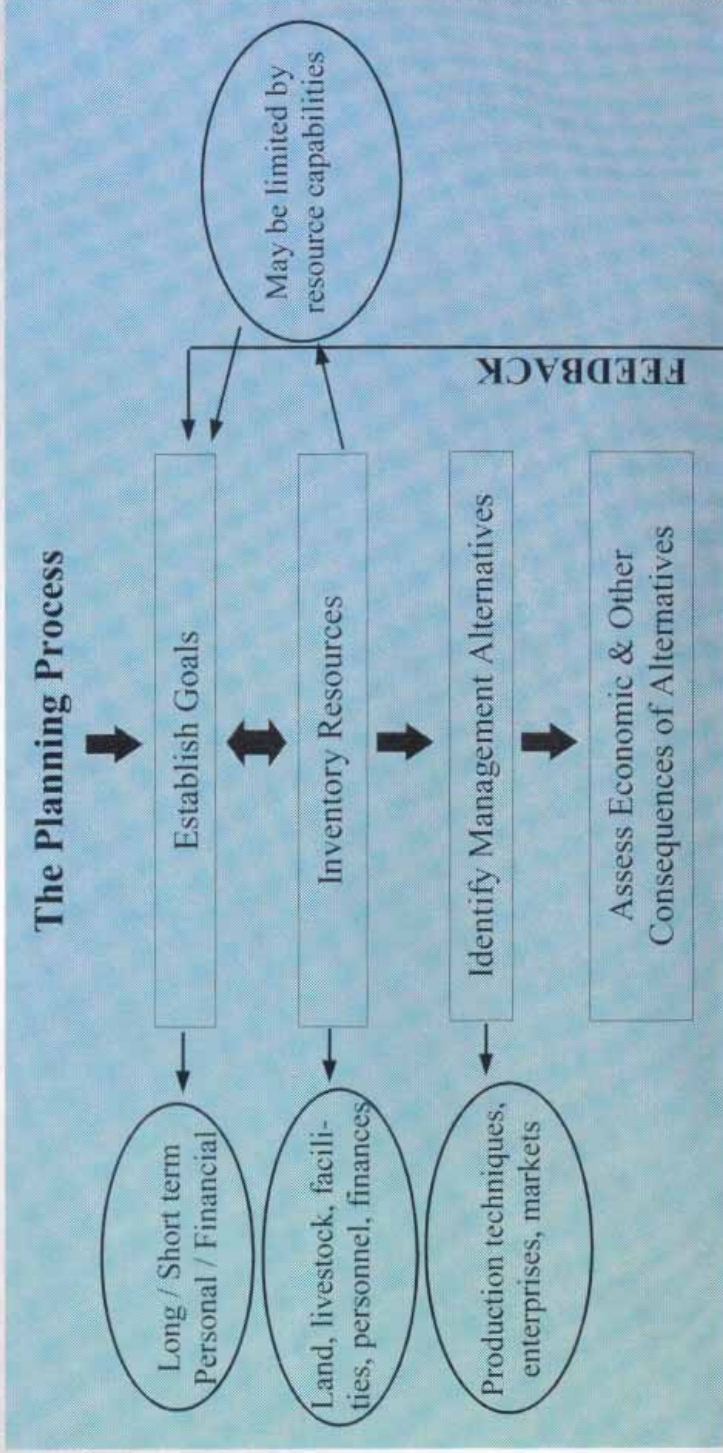 The Planning Process
Establish Goals
Long / Short term
Personal / Financial
May be limited by
resource capabilities
Inventory Resources
Land, livestock, facili-
ties, personnel, finances
Identify Management Alternatives
Production techniques,
enterprises, markets
FEEDBACK
Assess Economic & Other
Consequences of Alternatives